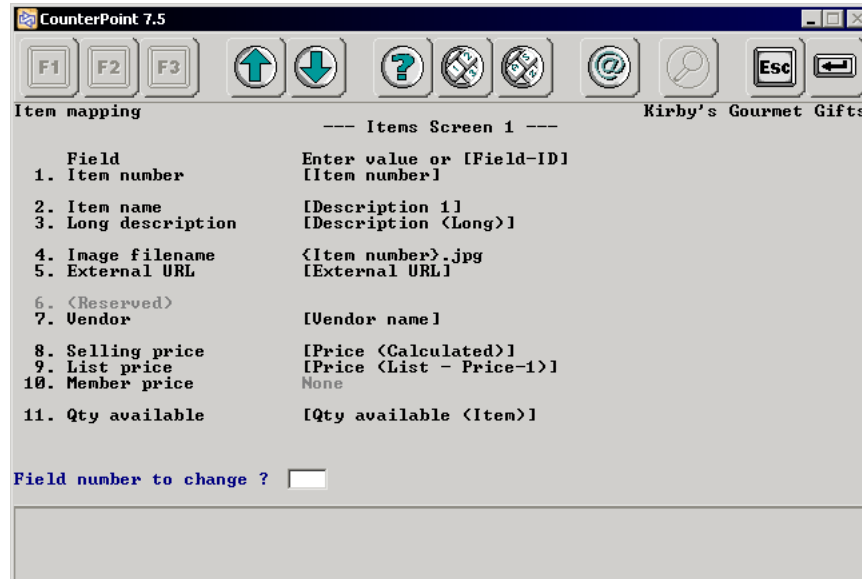 CounterPoint 7.5
F1 F2 F3 ? @ Esc
Item mapping Kirby's Gourmet Gifts
--- Items Screen 1 ---
Field Enter value or [Field-ID]
1. Item number [Item number]
2. Item name [Description 1]
3. Long description [Description (Long)]
4. Image filename {Item number}.jpg
5. External URL [External URL]
6. (Reserved)
7. Vendor [Vendor name]
8. Selling price [Price (Calculated)]
9. List price [Price (List - Price-1)]
10. Member price None
11. Qty available [Qty available (Item)]
Field number to change ?